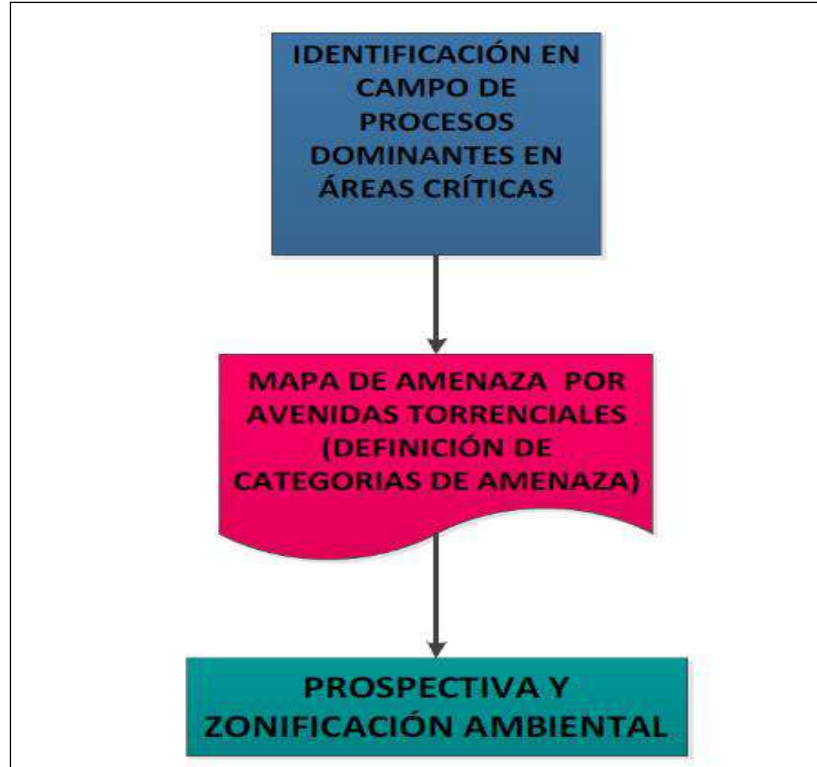 IDENTIFICACIÓN EN
CAMPO DE
PROCESOS
DOMINANTES EN
ÁREAS CRÍTICAS
MAPA DE AMENAZA POR
AVENIDAS TORRENCIALES
(DEFINICIÓN DE
CATEGORIAS DE AMENAZA)
PROSPECTIVA Y
ZONIFICACIÓN AMBIENTAL